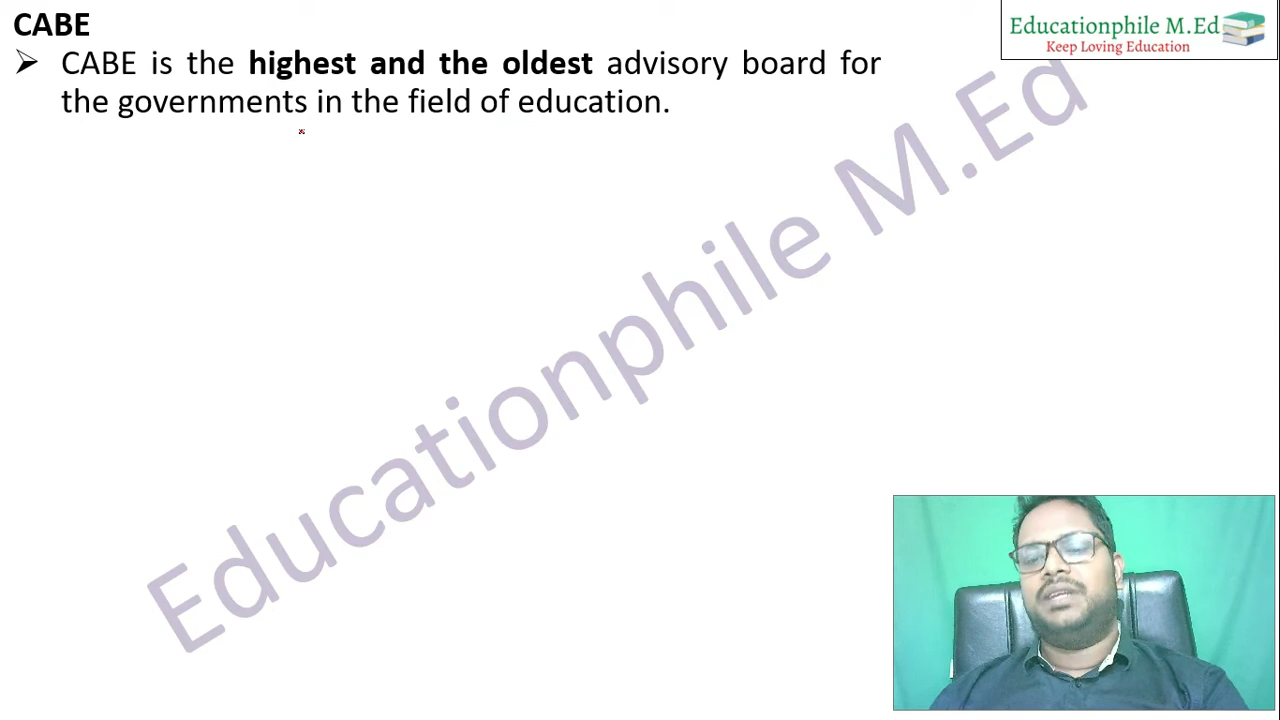 CABE
➢ CABE is the highest and the oldest advisory board for
the governments in the field of education.
Educationphile M.Ed
Keep Loving Education
Educationphile M.Ed